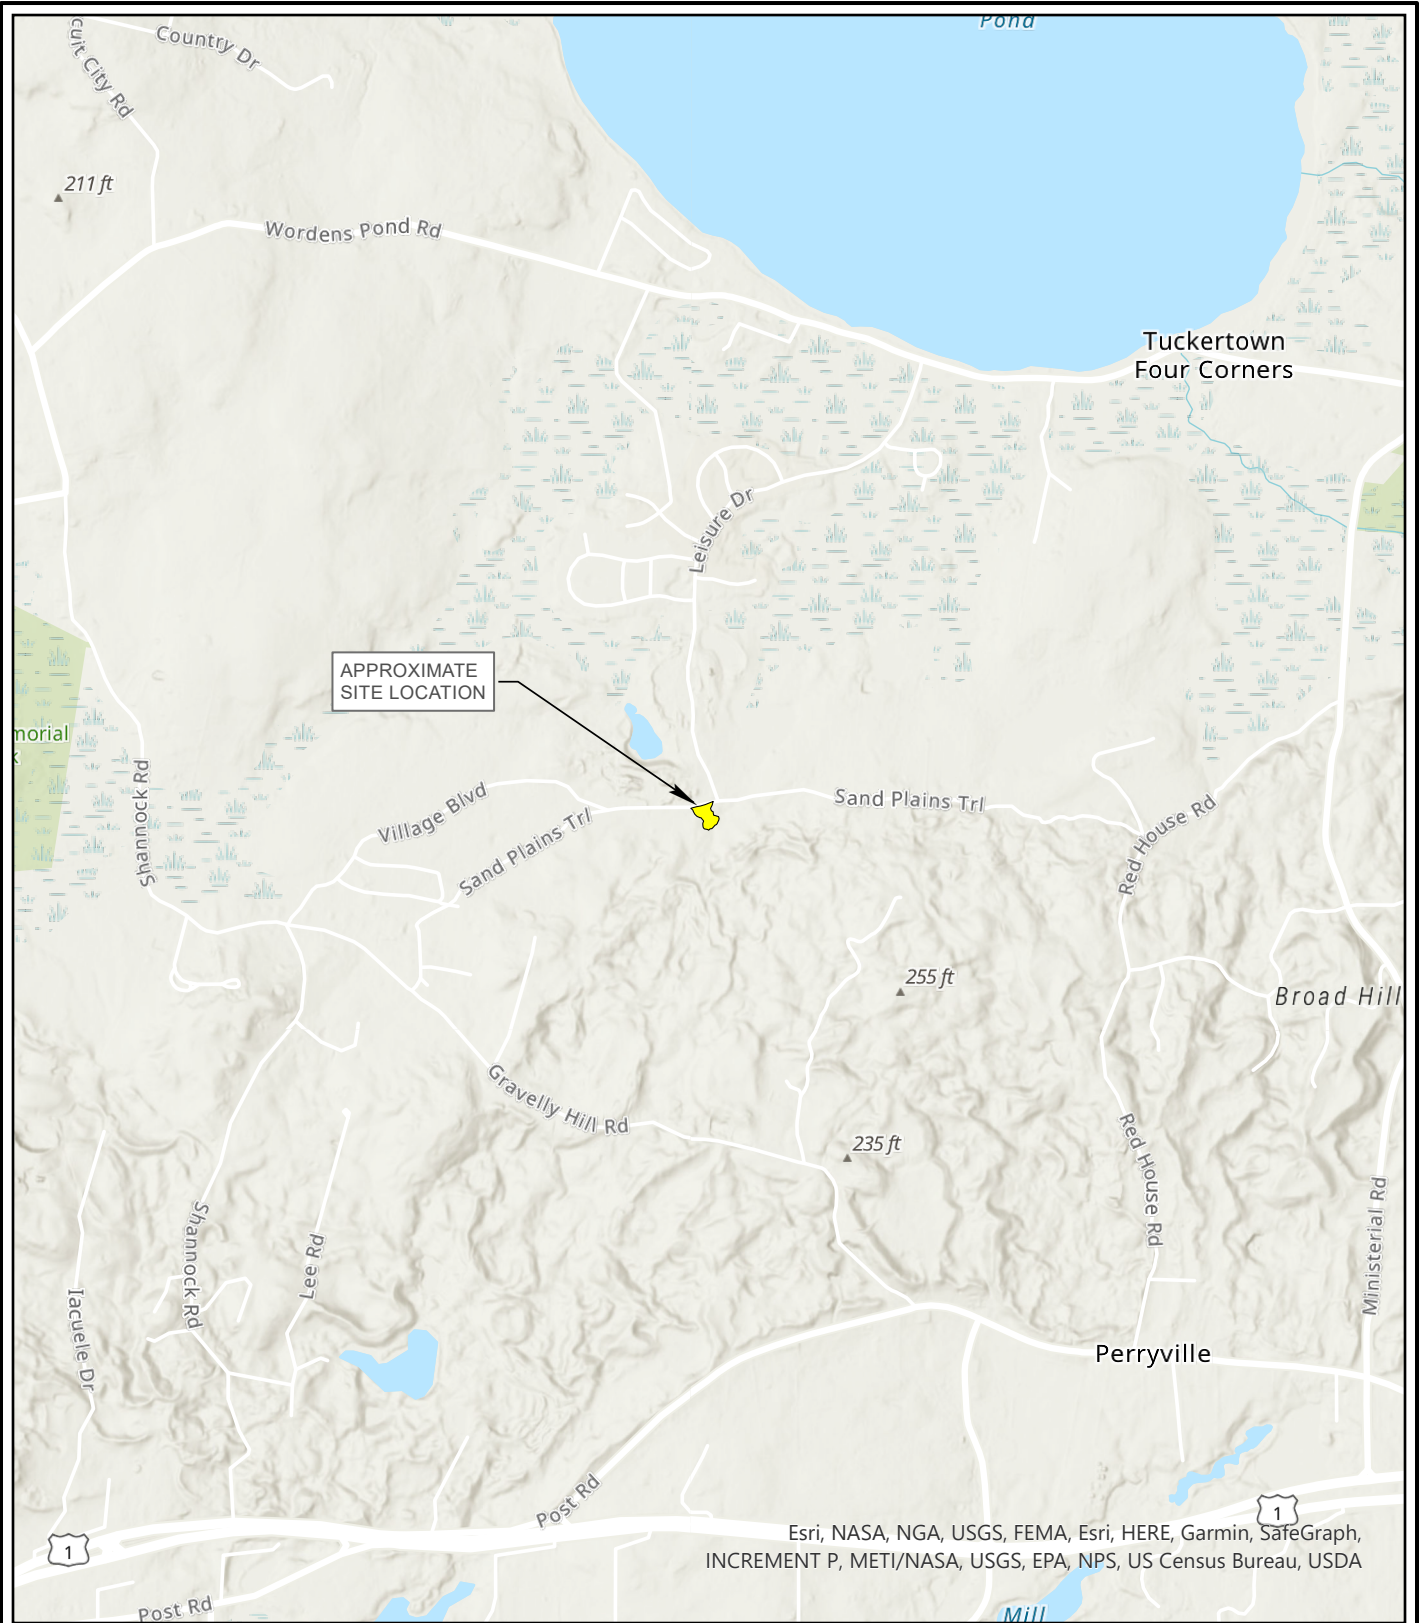 Pond
cuit City Rd
Country Dr
211 ft
Wordens Pond Rd
Tuckertown
Four Corners
Leisure Dr
APPROXIMATE
SITE LOCATION
morial
k
Shannock Rd
Village Blvd
Sand Plains Trl
Sand Plains Trl
Red House Rd
255 ft
Broad Hill
Gravelly Hill Rd
235 ft
Red House Rd
Ministerial Rd
Shannock Rd
Lee Rd
Iacuele Dr
Perryville
Post Rd
1
1
Esri, NASA, NGA, USGS, FEMA, Esri, HERE, Garmin, SafeGraph,
INCREMENT P, METI/NASA, USGS, EPA, NPS, US Census Bureau, USDA
Post Rd
Mill